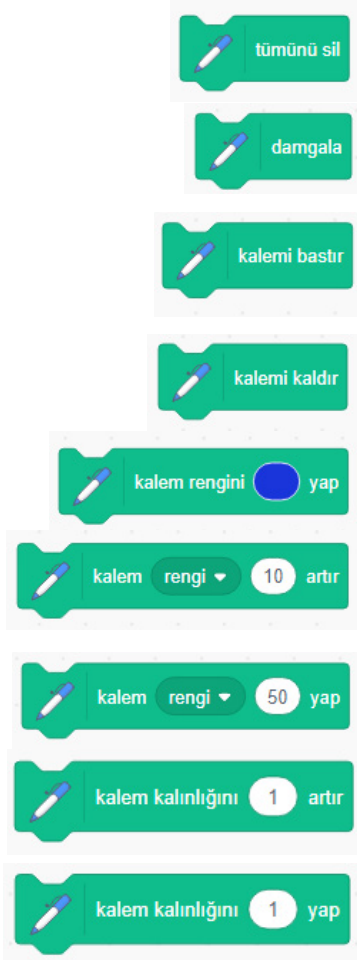 tümünü sil
damgala
kalemi bastır
kalemi kaldır
kalem rengini yap
kalem rengi 10 artır
kalem rengi 50 yap
kalem kalınlığını 1 artır
kalem kalınlığını 1 yap